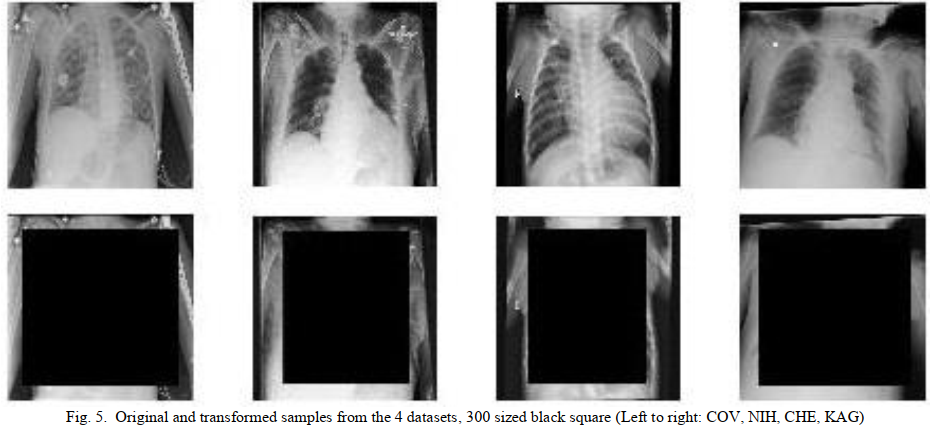 Fig. 5. Original and transformed samples from the 4 datasets, 300 sized black square (Left to right: COV, NIH, CHE, KAG)